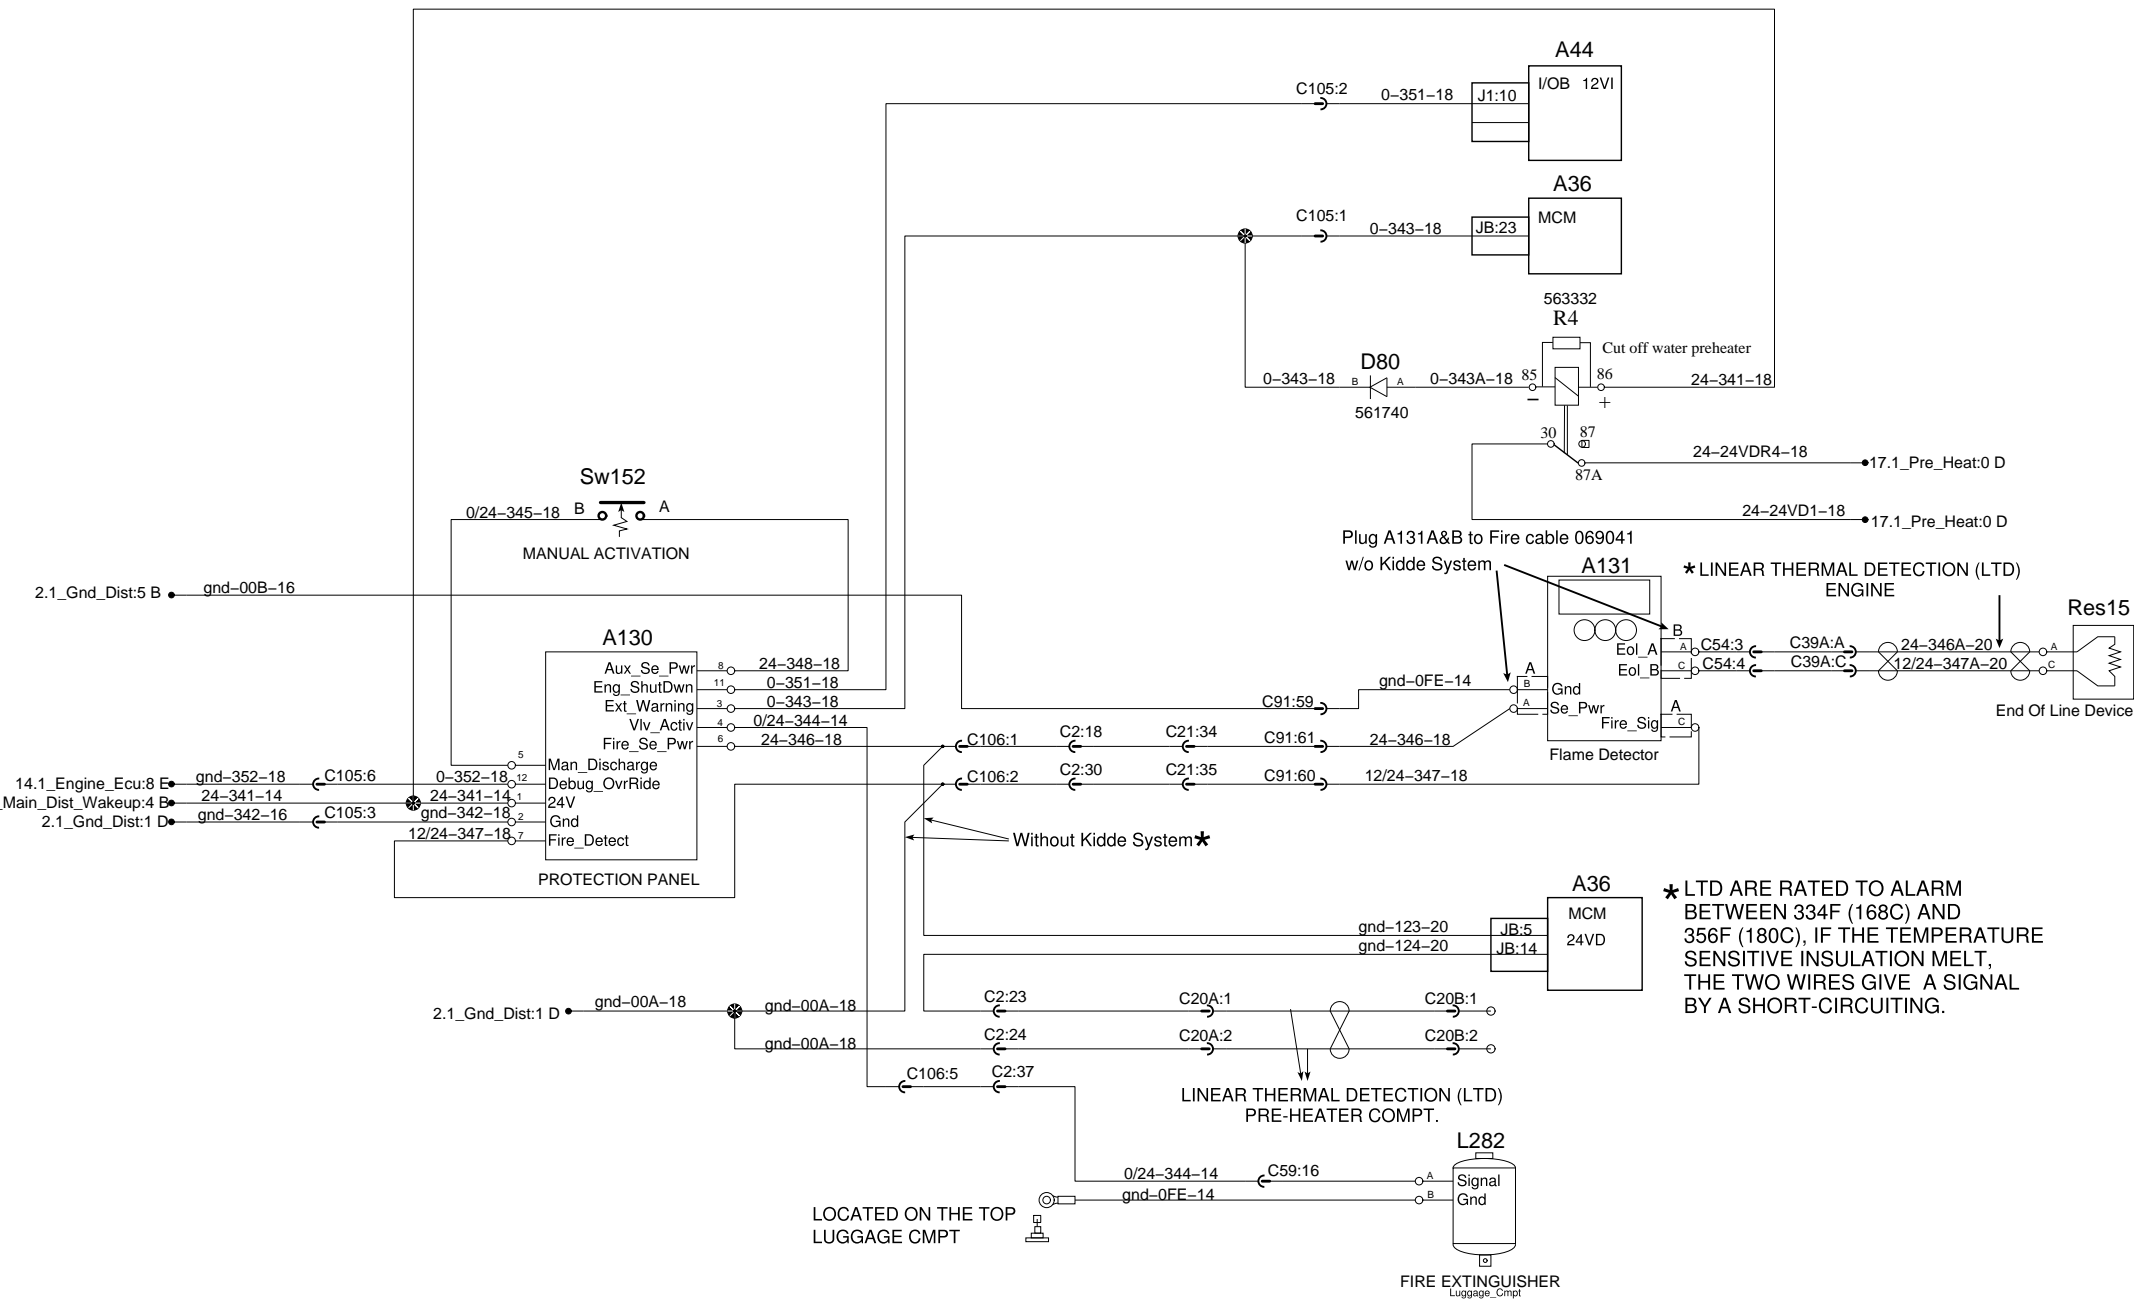 A44
I/OB 12VI
C105:2
0−351−18
J1:10
A36
MCM
C105:1
0−343−18
JB:23
563332
R4
Cut off water preheater
D80
0−343−18
B
A
0−343A−18
85
86
24−341−18
−
+
561740
30
87
24−24VDR4−18
17.1_Pre_Heat:0 D
87A
24−24VD1−18
17.1_Pre_Heat:0 D
Sw152
0/24−345−18
B
A
MANUAL ACTIVATION
Plug A131A&B to Fire cable 069041
w/o Kidde System
A131
* LINEAR THERMAL DETECTION (LTD)
ENGINE
Res15
2.1_Gnd_Dist:5 B
gnd−00B−16
A130
Aux_Se_Pwr
8
24−348−18
Eng_ShutDwn
11
0−351−18
Ext_Warning
3
0−343−18
Vlv_Activ
4
0/24−344−14
Fire_Se_Pwr
6
24−346−18
B
Eol_A
A
C54:3
C39A:A
24−346A−20
A
Eol_B
C
C54:4
C39A:C
12/24−347A−20
C
End Of Line Device
gnd−0FE−14
A
B
Gnd
C91:59
A
Se_Pwr
A
Fire_Sig
C
Flame Detector
C106:1
C2:18
C21:34
C91:61
24−346−18
C106:2
C2:30
C21:35
C91:60
12/24−347−18
5
Man_Discharge
14.1_Engine_Ecu:8 E
gnd−352−18
C105:6
0−352−18
12
Debug_OvrRide
_Main_Dist_Wakeup:4 B
24−341−14
24−341−14
1
24V
2.1_Gnd_Dist:1 D
gnd−342−16
C105:3
gnd−342−18
2
Gnd
12/24−347−18
7
Fire_Detect
PROTECTION PANEL
Without Kidde System*
A36
MCM
24VD
gnd−123−20
JB:5
gnd−124−20
JB:14
* LTD ARE RATED TO ALARM
BETWEEN 334F (168C) AND
356F (180C), IF THE TEMPERATURE
SENSITIVE INSULATION MELT,
THE TWO WIRES GIVE A SIGNAL
BY A SHORT-CIRCUITING.
2.1_Gnd_Dist:1 D
gnd−00A−18
gnd−00A−18
C2:23
C20A:1
C20B:1
gnd−00A−18
C2:24
C20A:2
C20B:2
C106:5
C2:37
LINEAR THERMAL DETECTION (LTD)
PRE-HEATER COMPT.
L282
0/24−344−14
C59:16
A
Signal
gnd−0FE−14
B
Gnd
LOCATED ON THE TOP
LUGGAGE CMPT
FIRE EXTINGUISHER
Luggage_Cmpt